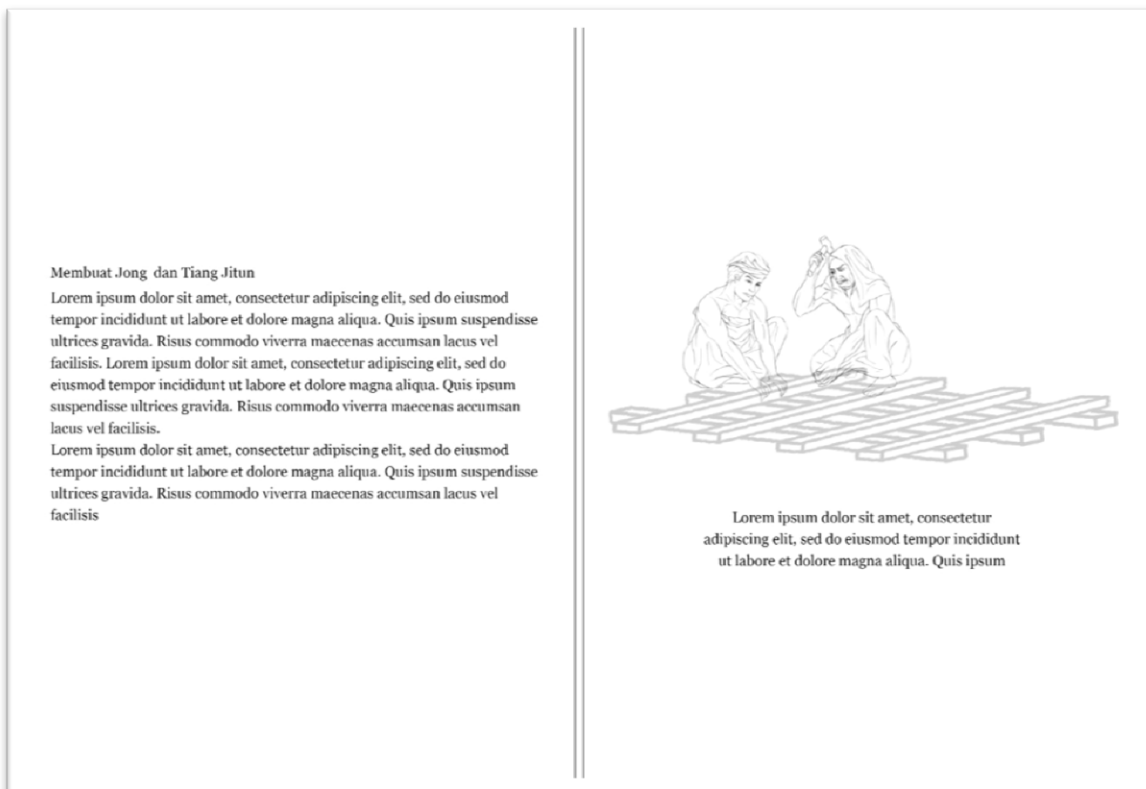 Membuat Jong  dan Tiang Jitun
Lorem ipsum dolor sit amet, consectetur adipiscing elit, sed do eiusmod
tempor incididunt ut labore et dolore magna aliqua. Quis ipsum suspendisse
ultrices gravida. Risus commodo viverra maecenas accumsan lacus vel
facilisis. Lorem ipsum dolor sit amet, consectetur adipiscing elit, sed do
eiusmod tempor incididunt ut labore et dolore magna aliqua. Quis ipsum
suspendisse ultrices gravida. Risus commodo viverra maecenas accumsan
lacus vel facilisis.
Lorem ipsum dolor sit amet, consectetur adipiscing elit, sed do eiusmod
tempor incididunt ut labore et dolore magna aliqua. Quis ipsum suspendisse
ultrices gravida. Risus commodo viverra maecenas accumsan lacus vel
facilisis
Lorem ipsum dolor sit amet, consectetur
adipiscing elit, sed do eiusmod tempor incididunt
ut labore et dolore magna aliqua. Quis ipsum